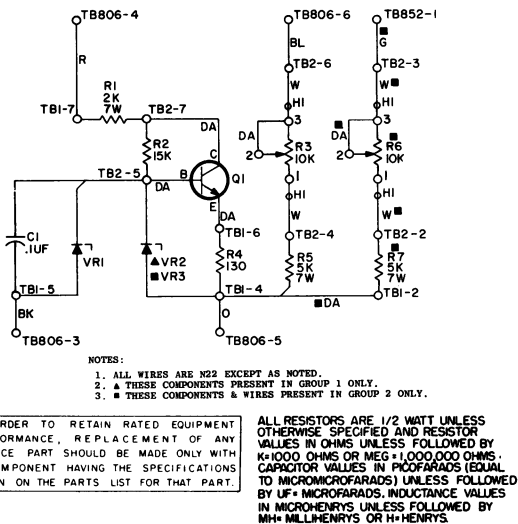 TB806-4
TB806-6
TB852-1
R
BL
■
G
TB2-6
TB2-3
R1
2K
7W
W
W■
TB1-7
TB2-7
HI
HI
DA
3
3
R2
15K
DA
■
DA
■
C
2
R3
10K
2
R6
10K
TB2-5
B
Q1
DA
1
1
E
HI
HI
DA
W
W■
C1
.1UF
TB1-6
TB2-4
TB2-2
VR1
▲VR2
■VR3
R4
130
R5
5K
7W
■
R7
5K
7W
TB1-5
TB1-4
■DA
TB1-2
BK
O
TB806-3
TB806-5
NOTES:
1. ALL WIRES ARE N22 EXCEPT AS NOTED.
2. ▲ THESE COMPONENTS PRESENT IN GROUP 1 ONLY.
3. ■ THESE COMPONENTS & WIRES PRESENT IN GROUP 2 ONLY.
RDER TO RETAIN RATED EQUIPMENT
ORMANCE, REPLACEMENT OF ANY
CE PART SHOULD BE MADE ONLY WITH
MPONENT HAVING THE SPECIFICATIONS
N ON THE PARTS LIST FOR THAT PART.
ALL RESISTORS ARE 1/2 WATT UNLESS
OTHERWISE SPECIFIED AND RESISTOR
VALUES IN OHMS UNLESS FOLLOWED BY
K=1000 OHMS OR MEG = 1,000,000 OHMS.
CAPACITOR VALUES IN PICOFARADS (EQUAL
TO MICROMICROFARADS) UNLESS FOLLOWED
BY UF= MICROFARADS. INDUCTANCE VALUES
IN MICROHENRYS UNLESS FOLLOWED BY
MH= MILLIHENRYS OR H=HENRYS.